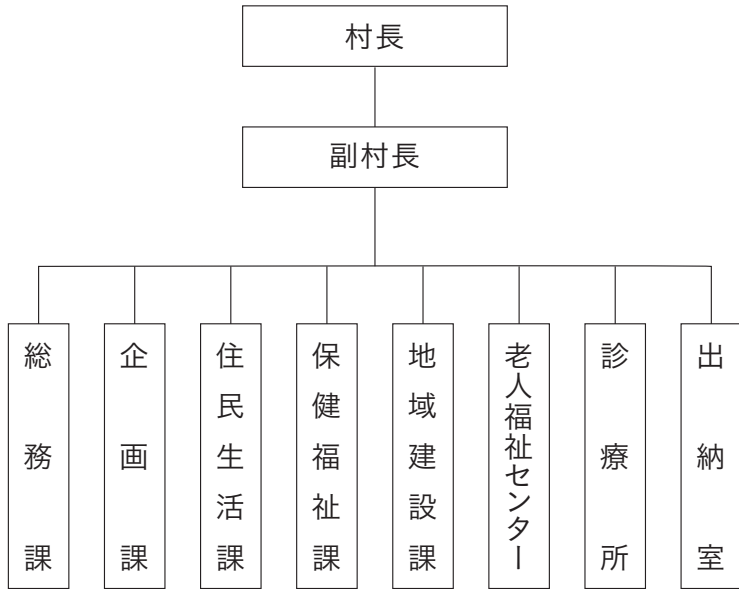 村長
副村長
総務課
企画課
住民生活課
保健福祉課
地域建設課
老人福祉センター
診療所
出納室